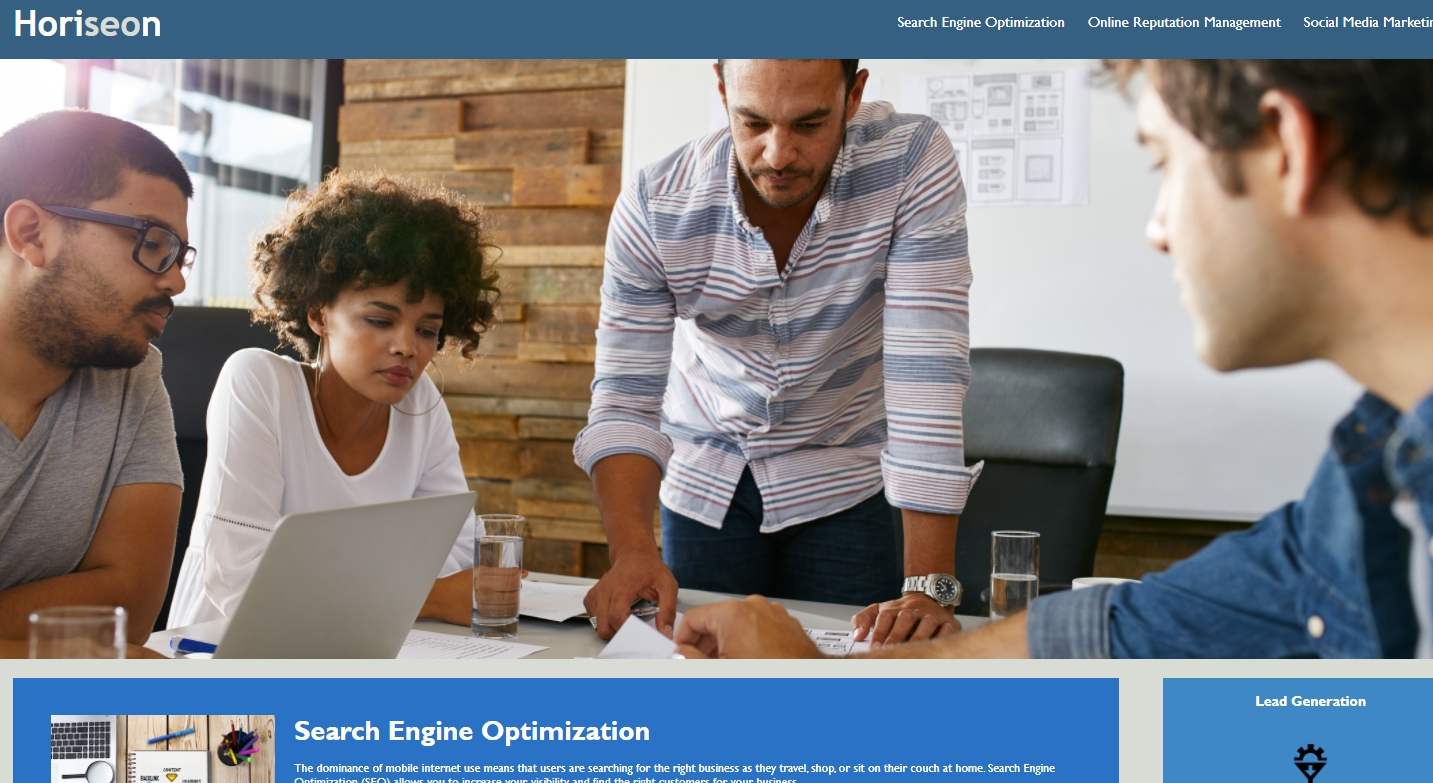 Horiseon
Search Engine Optimization
Online Reputation Management
Social Media Marketin
Search Engine Optimization
The dominance of mobile internet use means that users are searching for the right business as they travel, shop, or sit on their couch at home. Search Engine
Optimization (SEO) allows you to increase your visibility and find the right customers for your business.
Lead Generation
CONTENT
BACKLINK